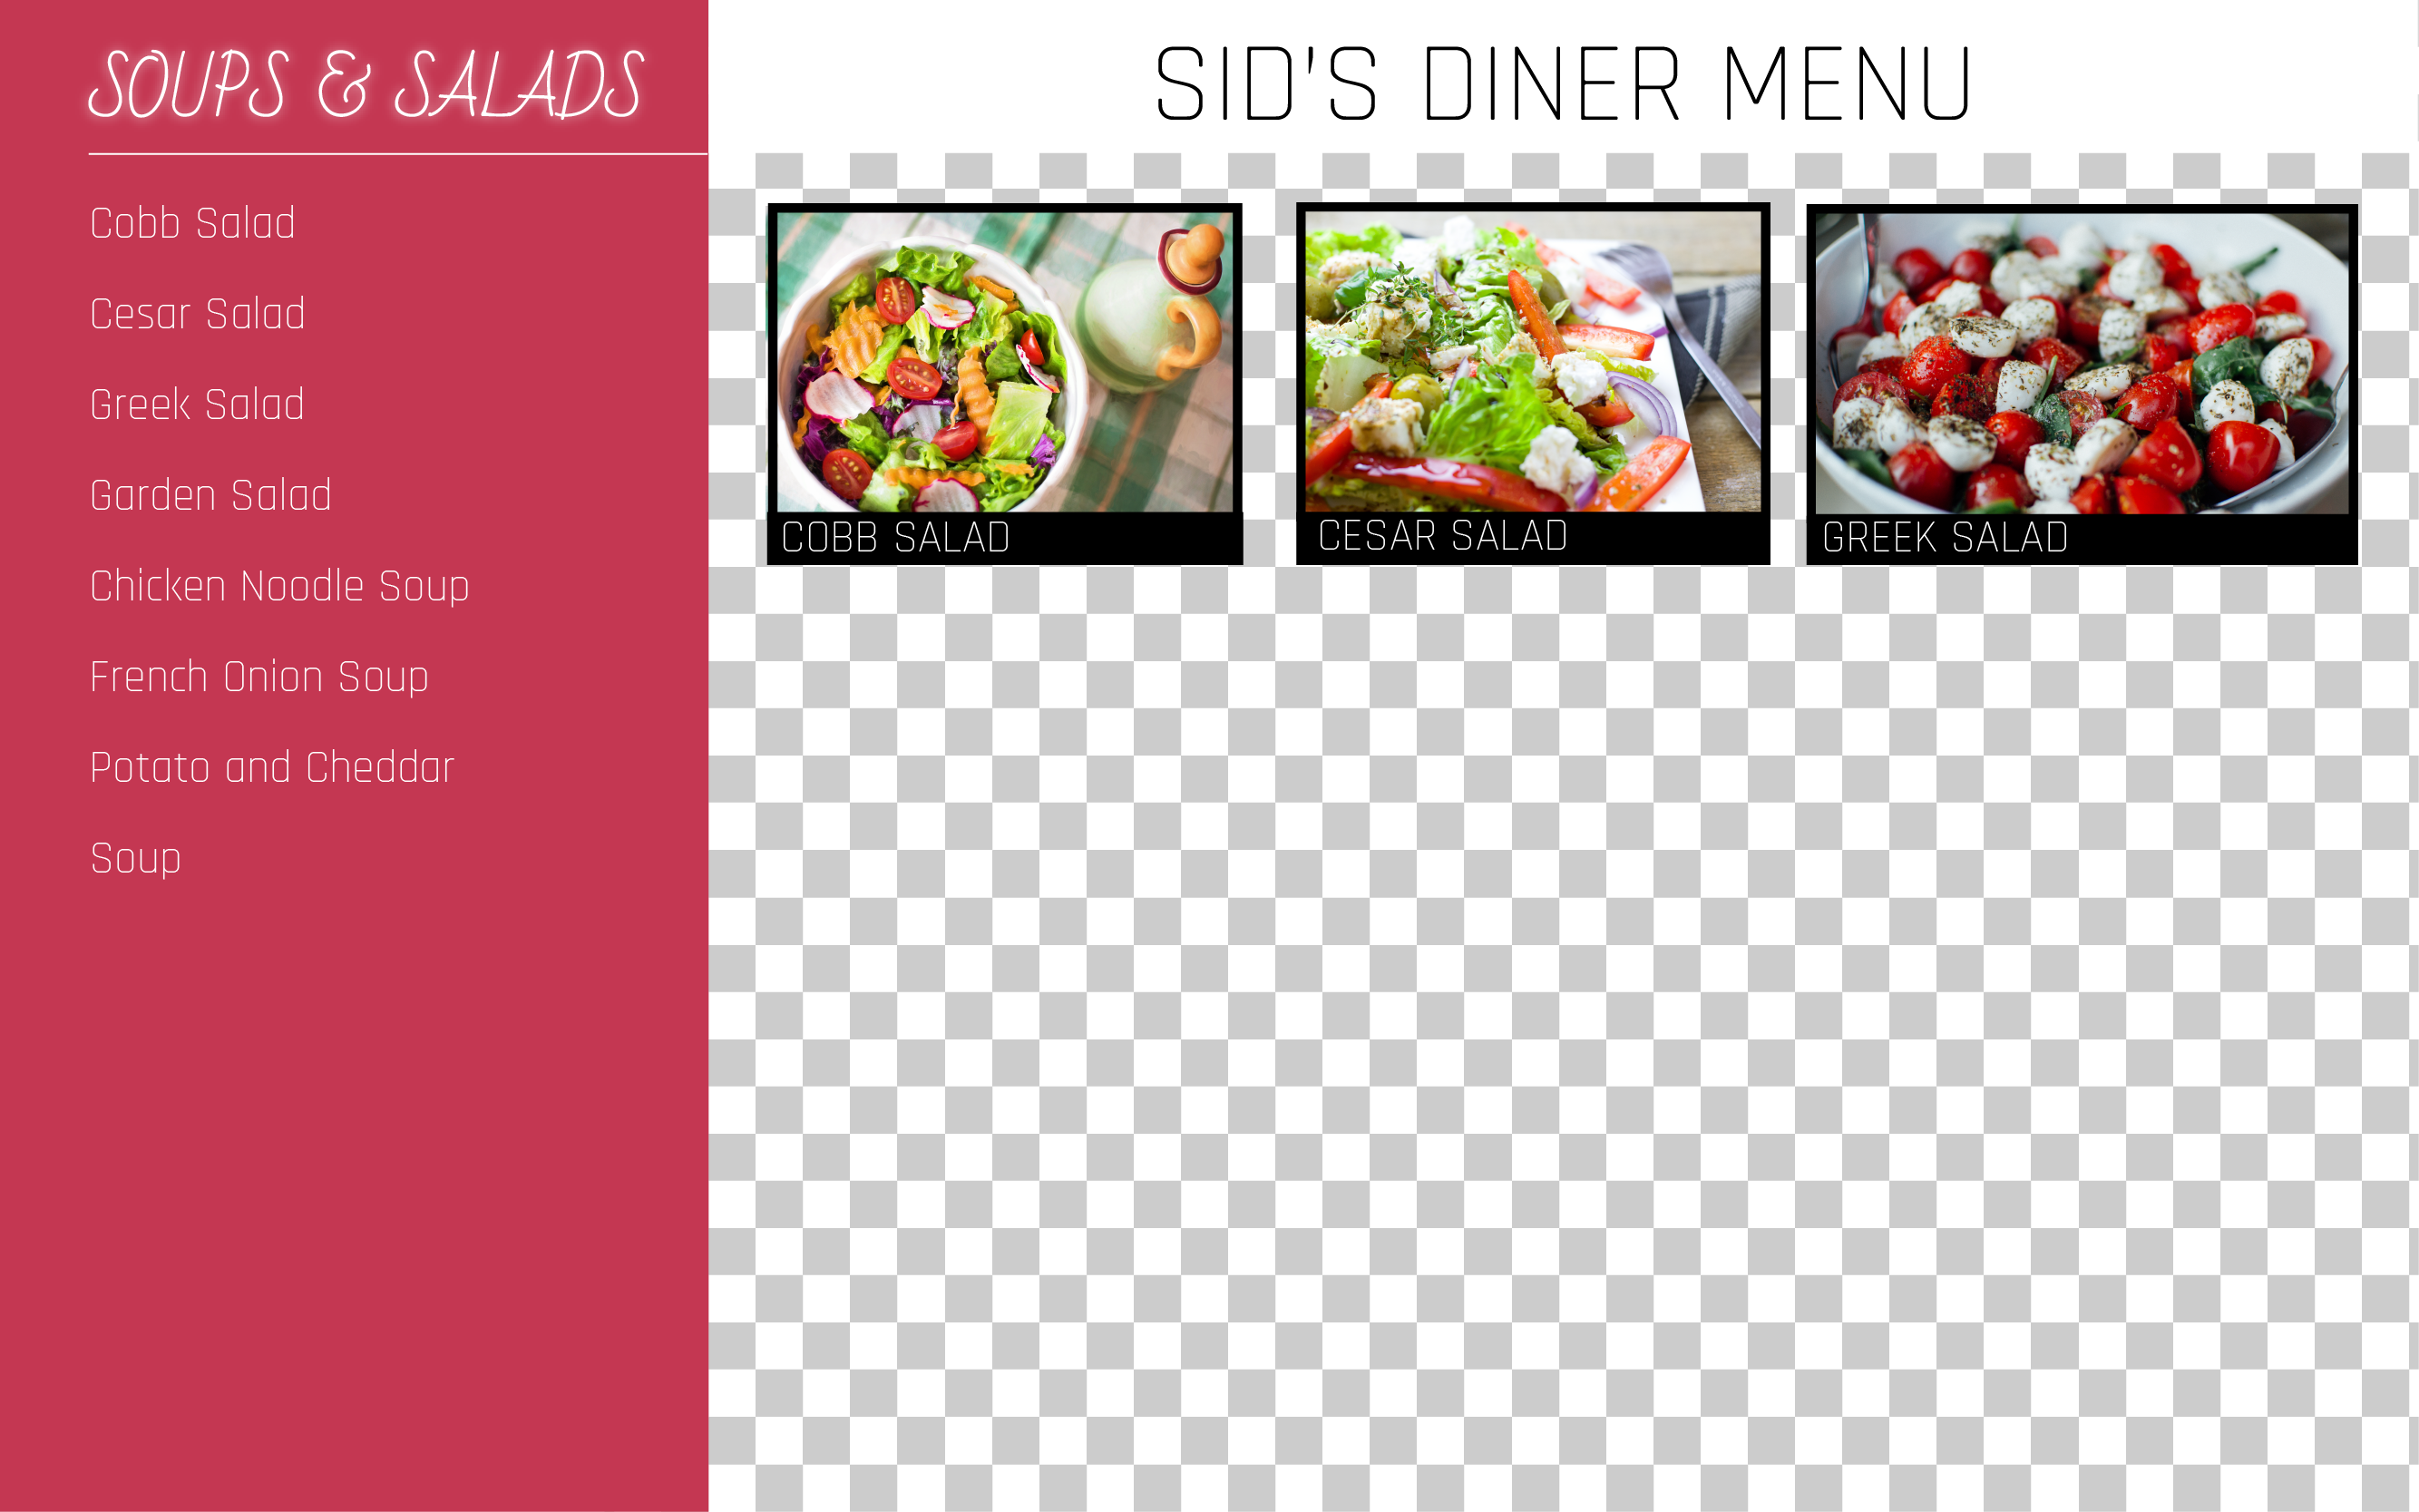 SOUPS & SALADS
Cobb Salad
Cesar Salad
Greek Salad
Garden Salad
Chicken Noodle Soup
French Onion Soup
Potato and Cheddar
Soup
SID'S DINER MENU
COBB SALAD
CESAR SALAD
GREEK SALAD